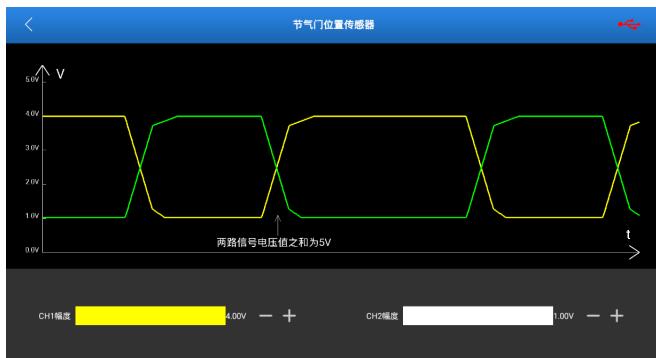 节气门位置传感器
V
5.0V
4.0V
3.0V
2.0V
1.0V
0.0V
两路信号电压值之和为5V
t
CH1幅度 4.00V
CH2幅度 1.00V